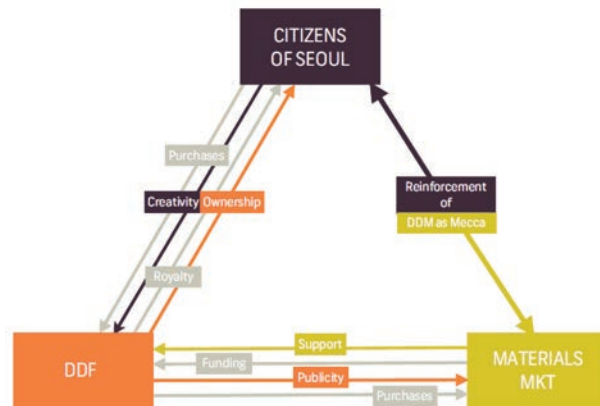 CITIZENS
OF SEOUL
Purchases
Creativity Ownership
Reinforcement
of
DDM as Mecca
Royalty
DDF
Support
Funding
Publicity
Purchases
MATERIALS
MKT